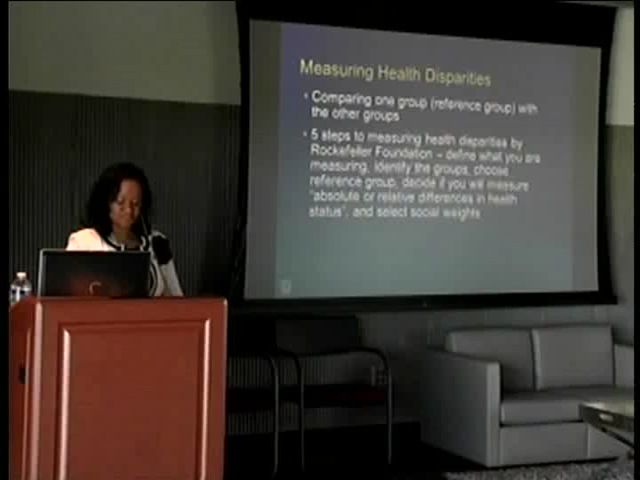 Measuring Health Disparities
• Comparing one group (reference group) with
the other groups
• 5 steps to measuring health disparities by
Rockefeller Foundation – define what you are
measuring, identify the groups, choose
reference group, decide if you will measure
"absolute or relative differences in health
status", and select social weights